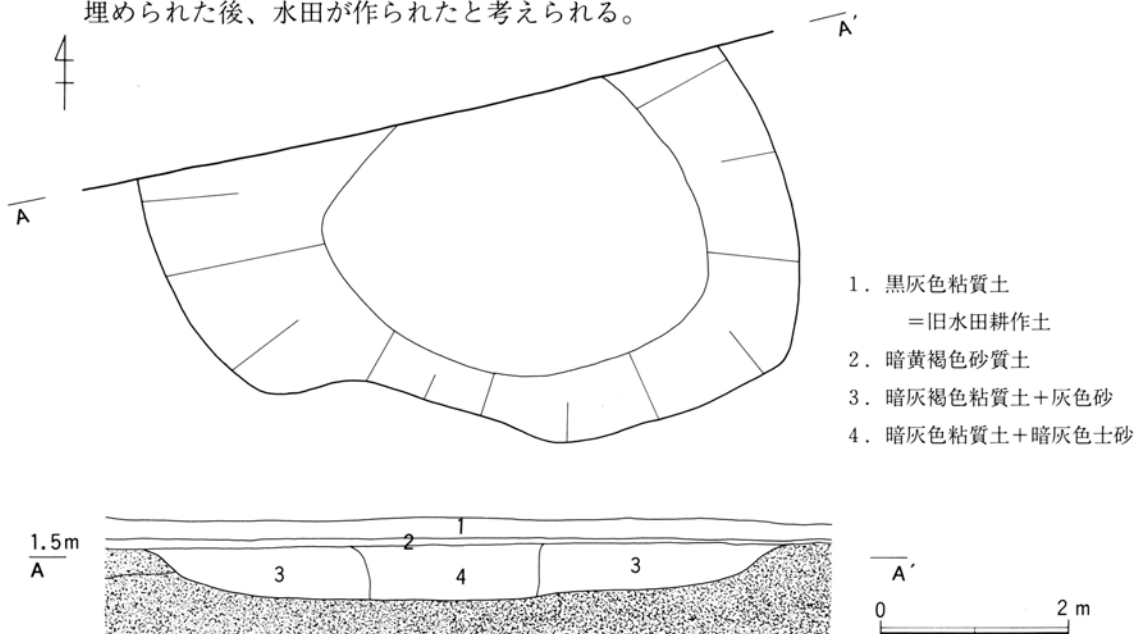 埋められた後、水田が作られたと考えられる。
A′
A
1. 黒灰色粘質土
=旧水田耕作土
2. 暗黄褐色砂質土
3. 暗灰褐色粘質土+灰色砂
4. 暗灰色粘質土+暗灰色士砂
1
2
3
4
3
1.5m
A
A′
0
2 m